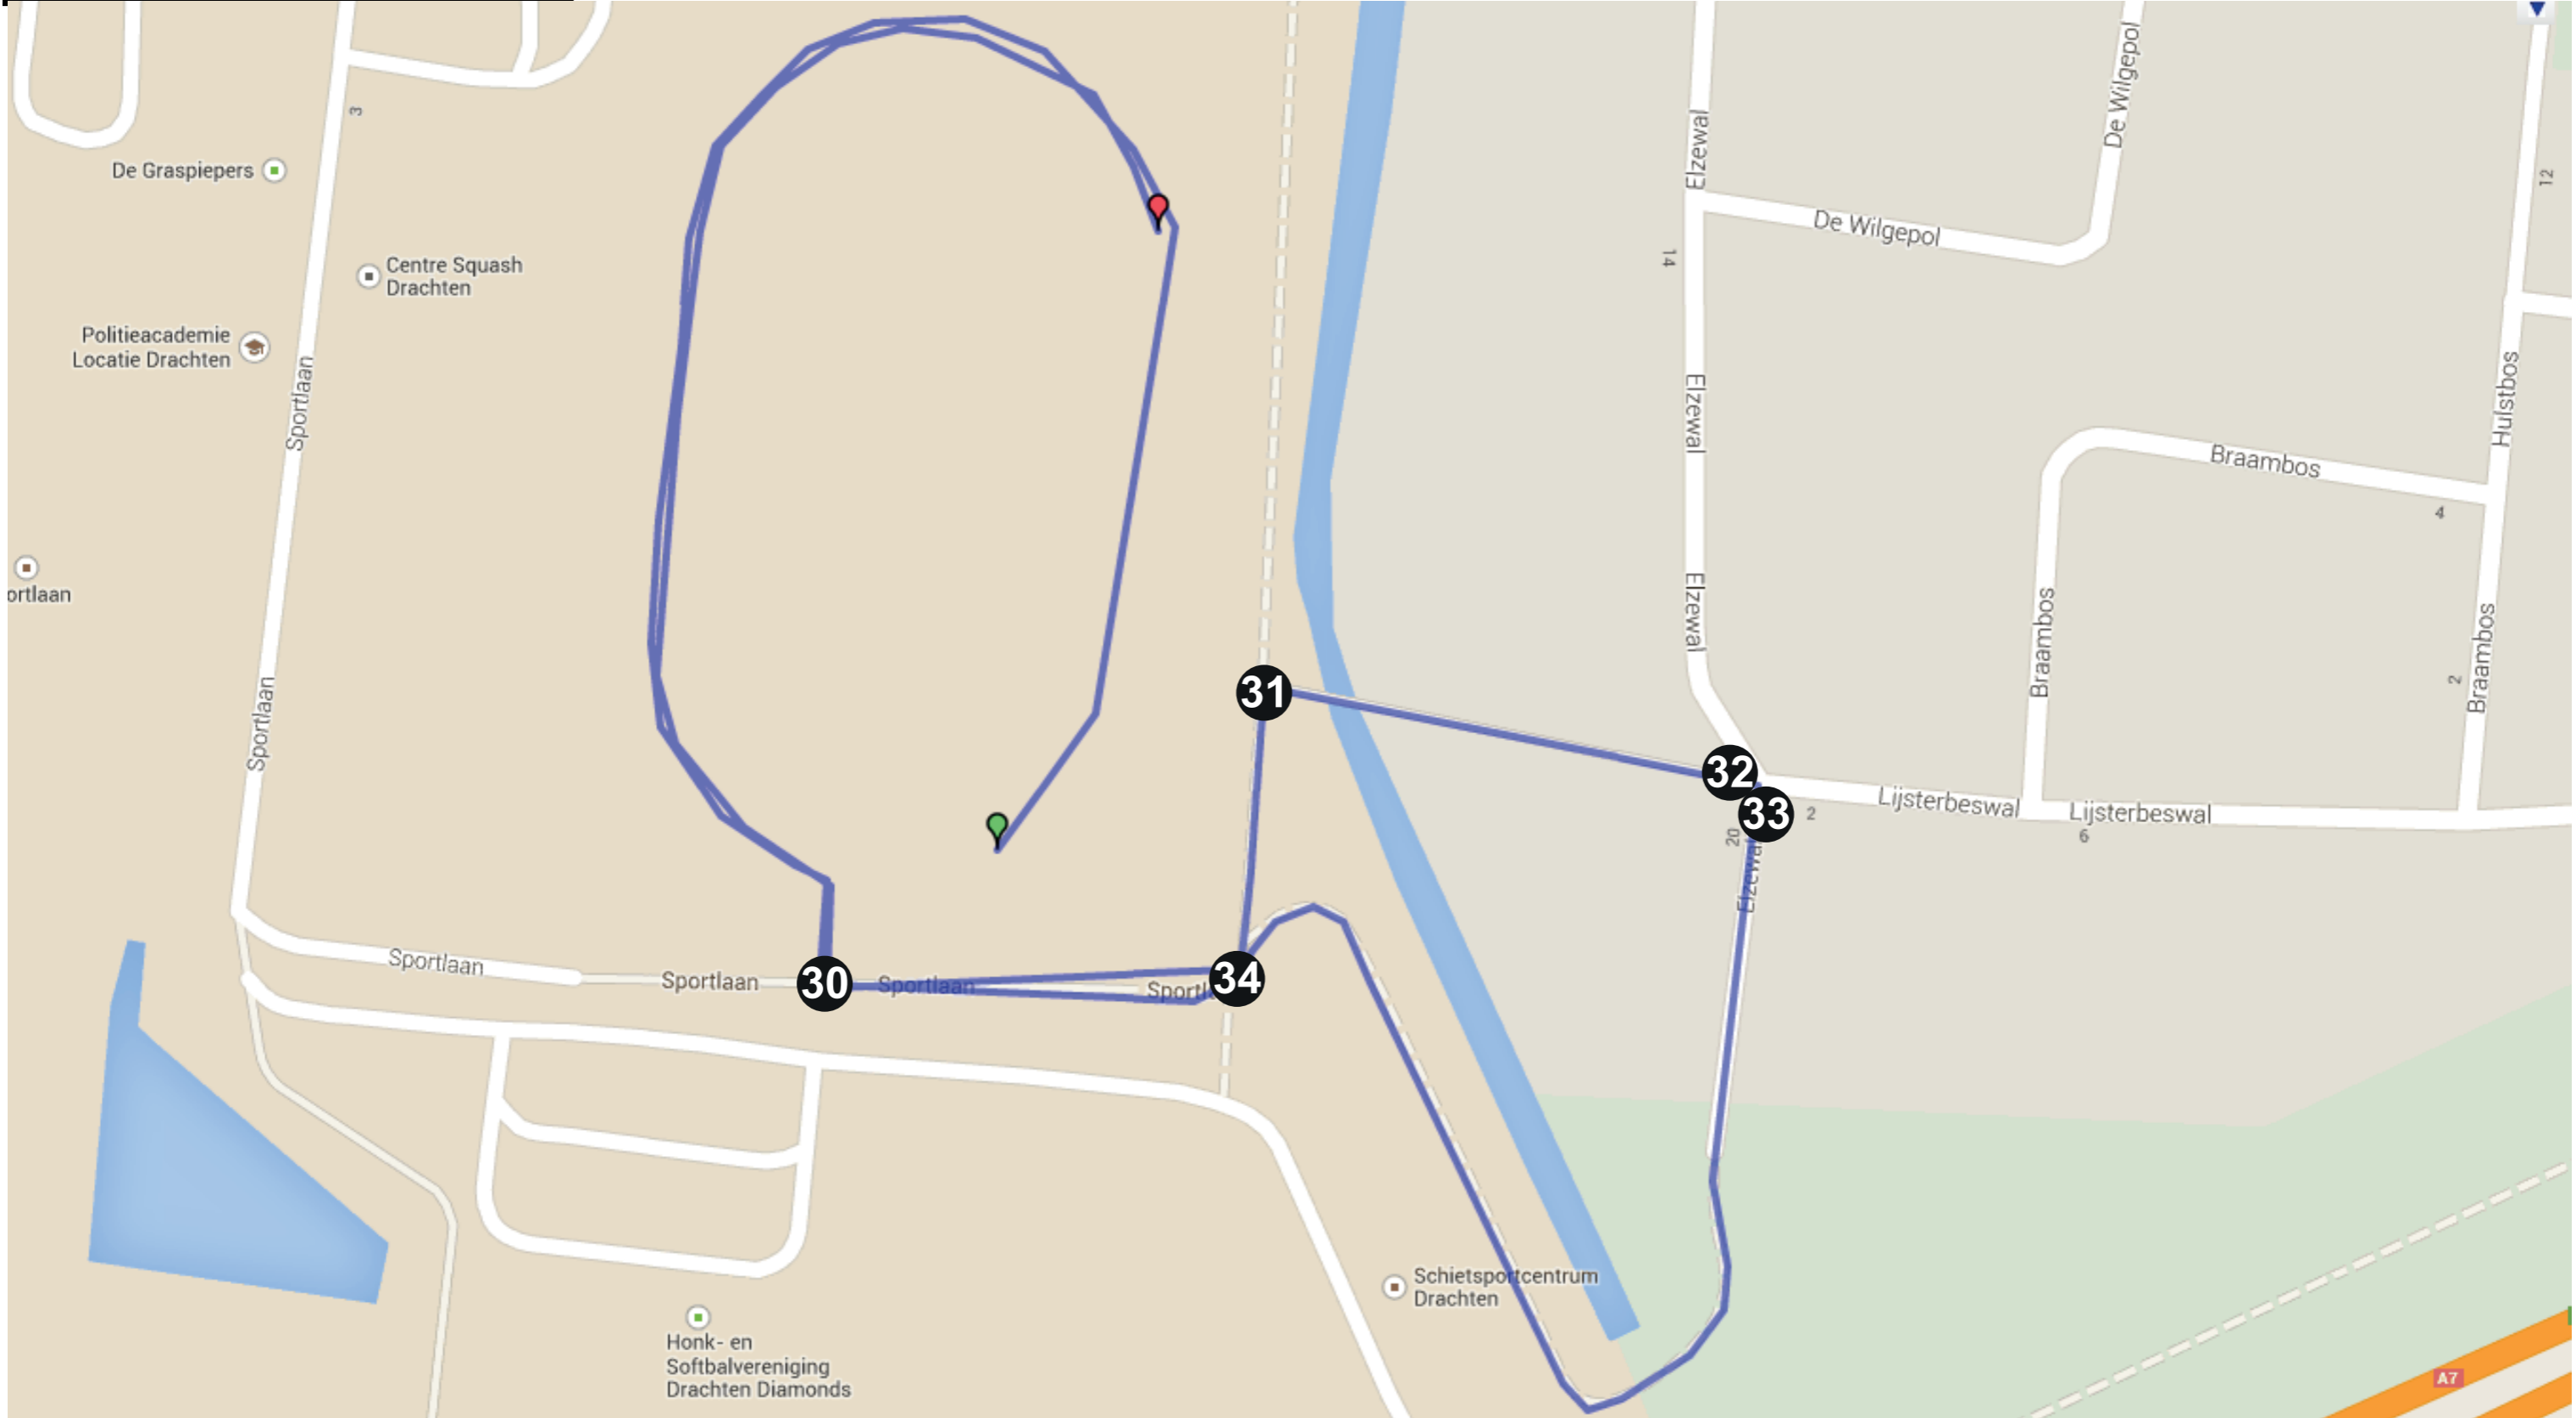 3
De Graspiepers
Centre Squash
Drachten
Politieacademie
Locatie Drachten
Sportlaan
ortlaan
Sportlaan
Elzewal
De Wilgepol
De Wilgepol
12
14
Elzewal
Hulstbos
Braambos
4
Elzewal
Braambos
Braambos
2
31
32
33
2
20
Lijsterbeswal
Lijsterbeswal
6
Elzewal
Sportlaan
Sportlaan
30
Sportlaan
Sportl
34
Schietsportcentrum
Drachten
Honk- en
Softbalvereniging
Drachten Diamonds
A7